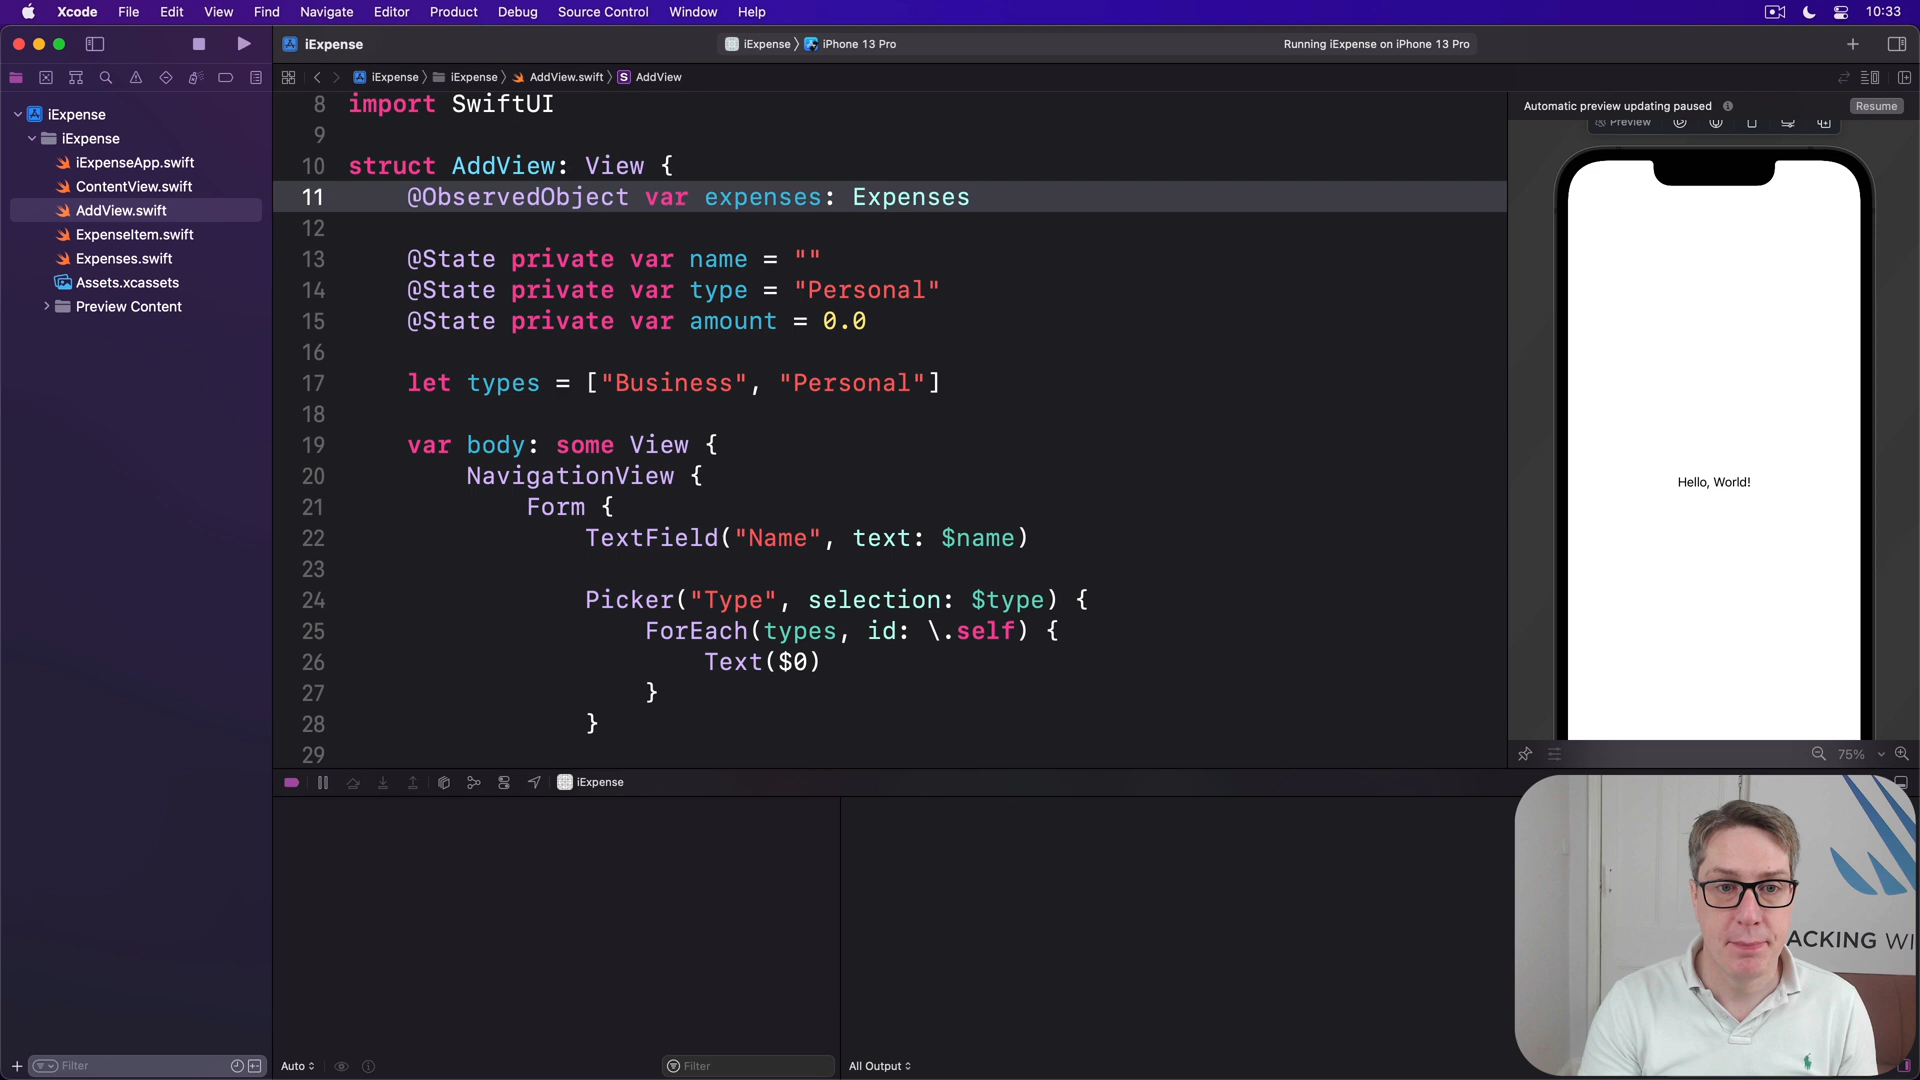 Xcode File Edit View Find Navigate Editor Product Debug Source Control Window Help 10:33
iExpense
iExpense iPhone 13 Pro
Running iExpense on iPhone 13 Pro
iExpense iExpense AddView.swift S AddView
iExpense
iExpense
iExpenseApp.swift
ContentView.swift
AddView.swift
ExpenseItem.swift
Expenses.swift
Assets.xcassets
Preview Content
8 import SwiftUI
9
10 struct AddView: View {
11 @ObservedObject var expenses: Expenses
12
13 @State private var name = ""
14 @State private var type = "Personal"
15 @State private var amount = 0.0
16
17 let types = ["Business", "Personal"]
18
19 var body: some View {
20 NavigationView {
21 Form {
22 TextField("Name", text: $name)
23
24 Picker("Type", selection: $type) {
25 ForEach(types, id: \.self) {
26 Text($0)
27 }
28 }
29
Automatic preview updating paused
Resume
Preview
Hello, World!
75%
iExpense
ACKING WI
Filter
Auto
Filter
All Output